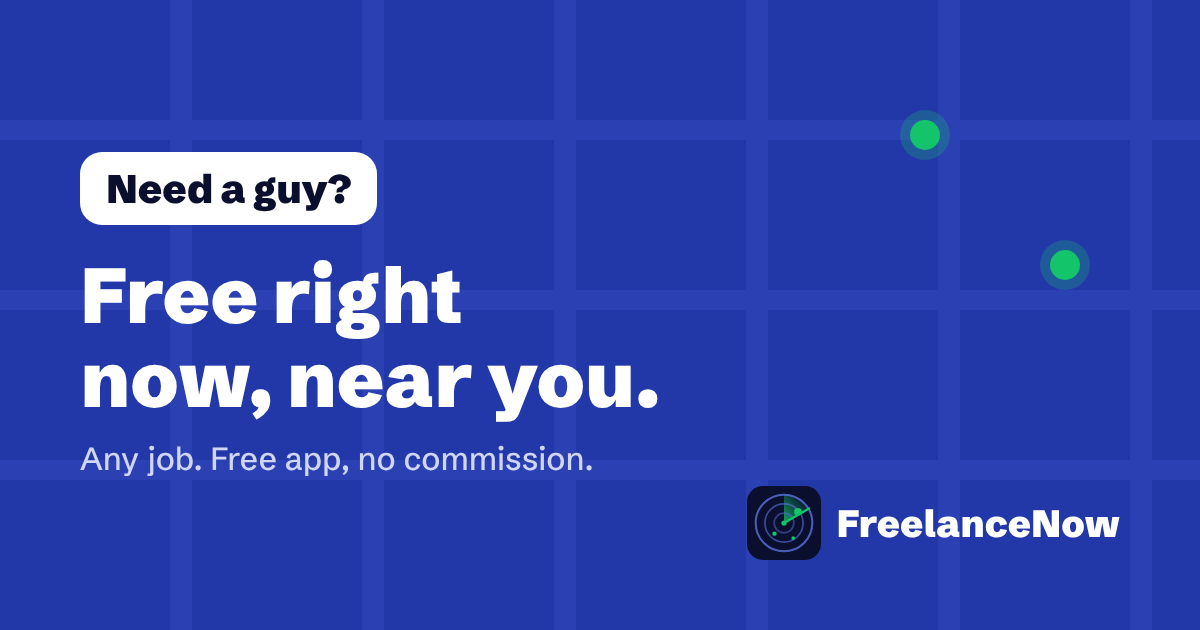 Need a guy?
Free right
now, near you.
Any job. Free app, no commission.
FreelanceNow